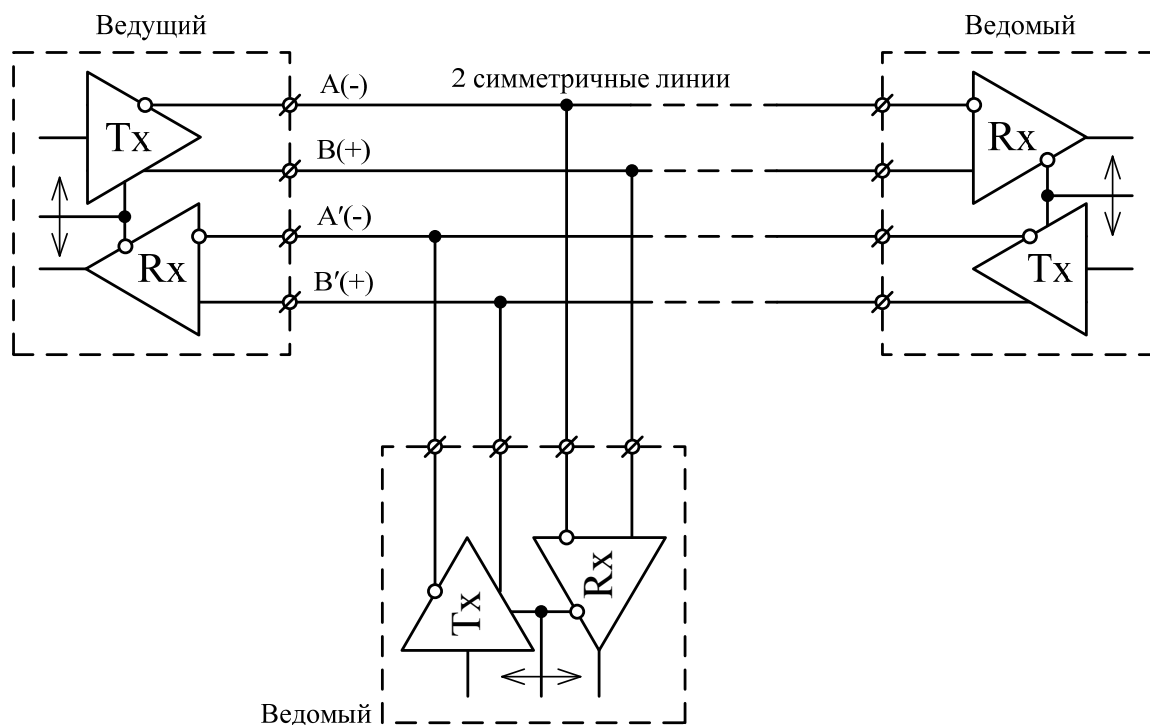 Ведущий
Ведомый
A(-)
2 симметричные линии
Tx
Rx
B(+)
A′(-)
Rx
Tx
B′(+)
Tx
Rx
Ведомый